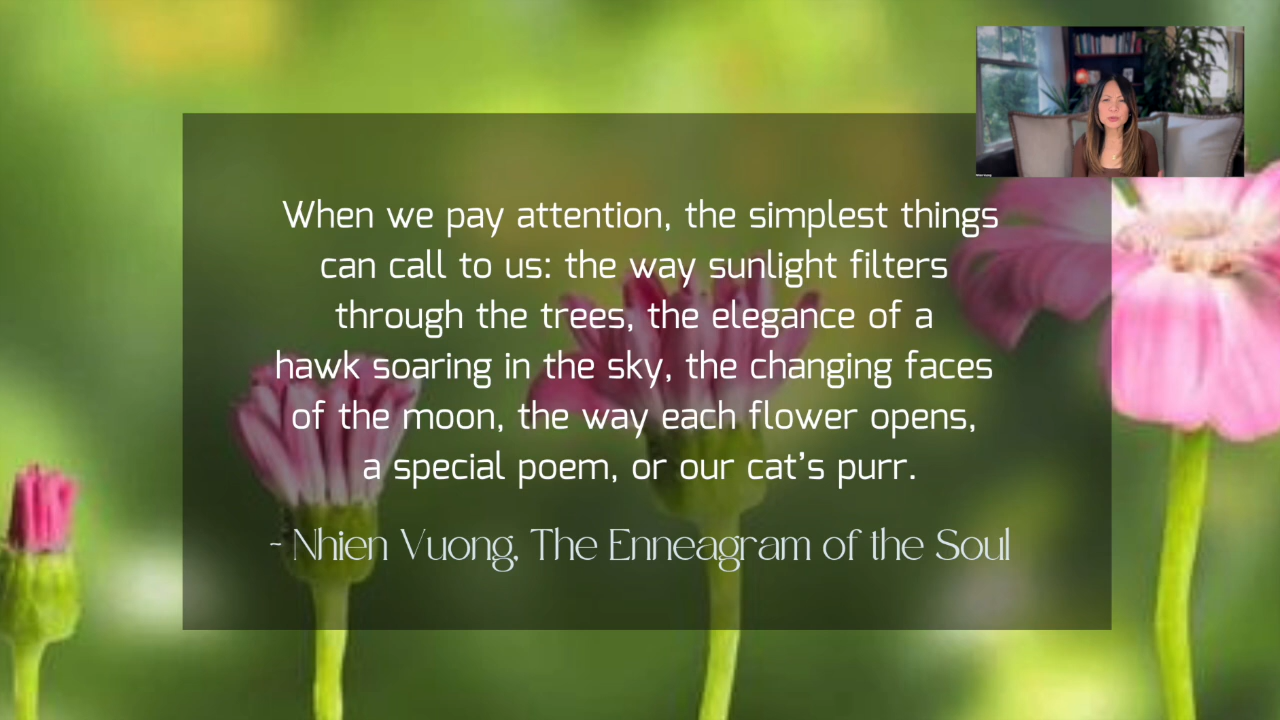 When we pay attention, the simplest things
can call to us: the way sunlight filters
through the trees, the elegance of a
hawk soaring in the sky, the changing faces
of the moon, the way each flower opens,
a special poem, or our cat's purr.
~ Nhien Vuong, The Enneagram of the Soul